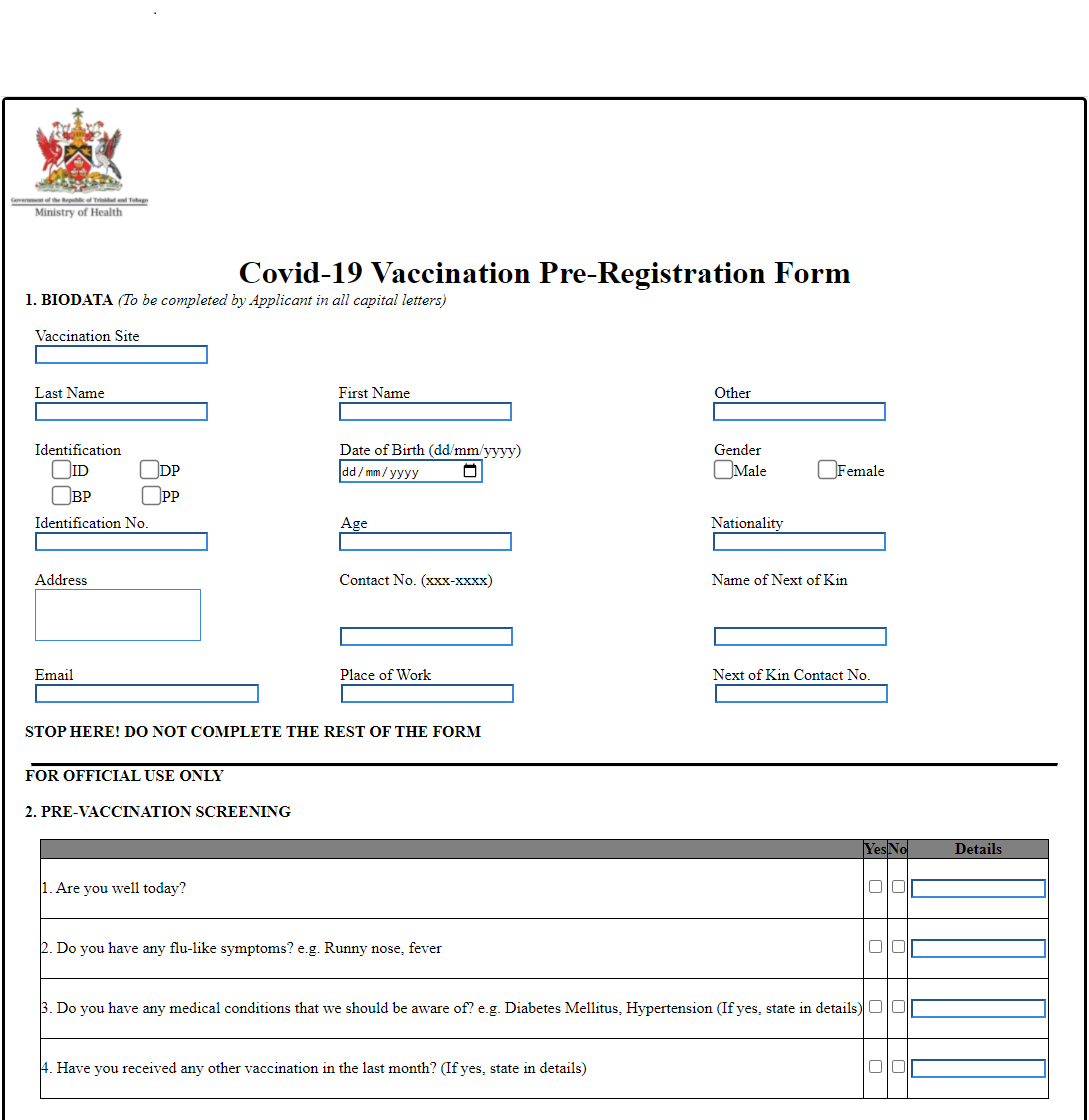 Government of the Republic of Trinidad and Tobago
Ministry of Health
Covid-19 Vaccination Pre-Registration Form
1. BIODATA (To be completed by Applicant in all capital letters)
Vaccination Site
Last Name First Name Other
Identification Date of Birth (dd/mm/yyyy) Gender
ID DP dd/mm/yyyy Male Female
BP PP
Identification No. Age Nationality
Address Contact No. (xxx-xxxx) Name of Next of Kin
Email Place of Work Next of Kin Contact No.
STOP HERE! DO NOT COMPLETE THE REST OF THE FORM
FOR OFFICIAL USE ONLY
2. PRE-VACCINATION SCREENING
Yes No Details
1. Are you well today?
2. Do you have any flu-like symptoms? e.g. Runny nose, fever
3. Do you have any medical conditions that we should be aware of? e.g. Diabetes Mellitus, Hypertension (If yes, state in details)
4. Have you received any other vaccination in the last month? (If yes, state in details)